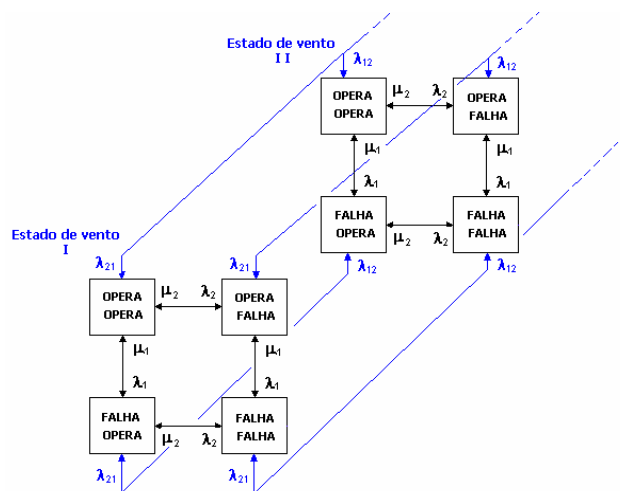 Estado de vento
I I
λ12
λ12
OPERA
OPERA
μ2
λ2
OPERA
FALHA
μ1
μ1
λ1
λ1
FALHA
OPERA
μ2
λ2
FALHA
FALHA
λ12
λ12
Estado de vento
I
λ21
λ21
OPERA
OPERA
μ2
λ2
OPERA
FALHA
μ1
μ1
λ1
λ1
FALHA
OPERA
μ2
λ2
FALHA
FALHA
λ21
λ21